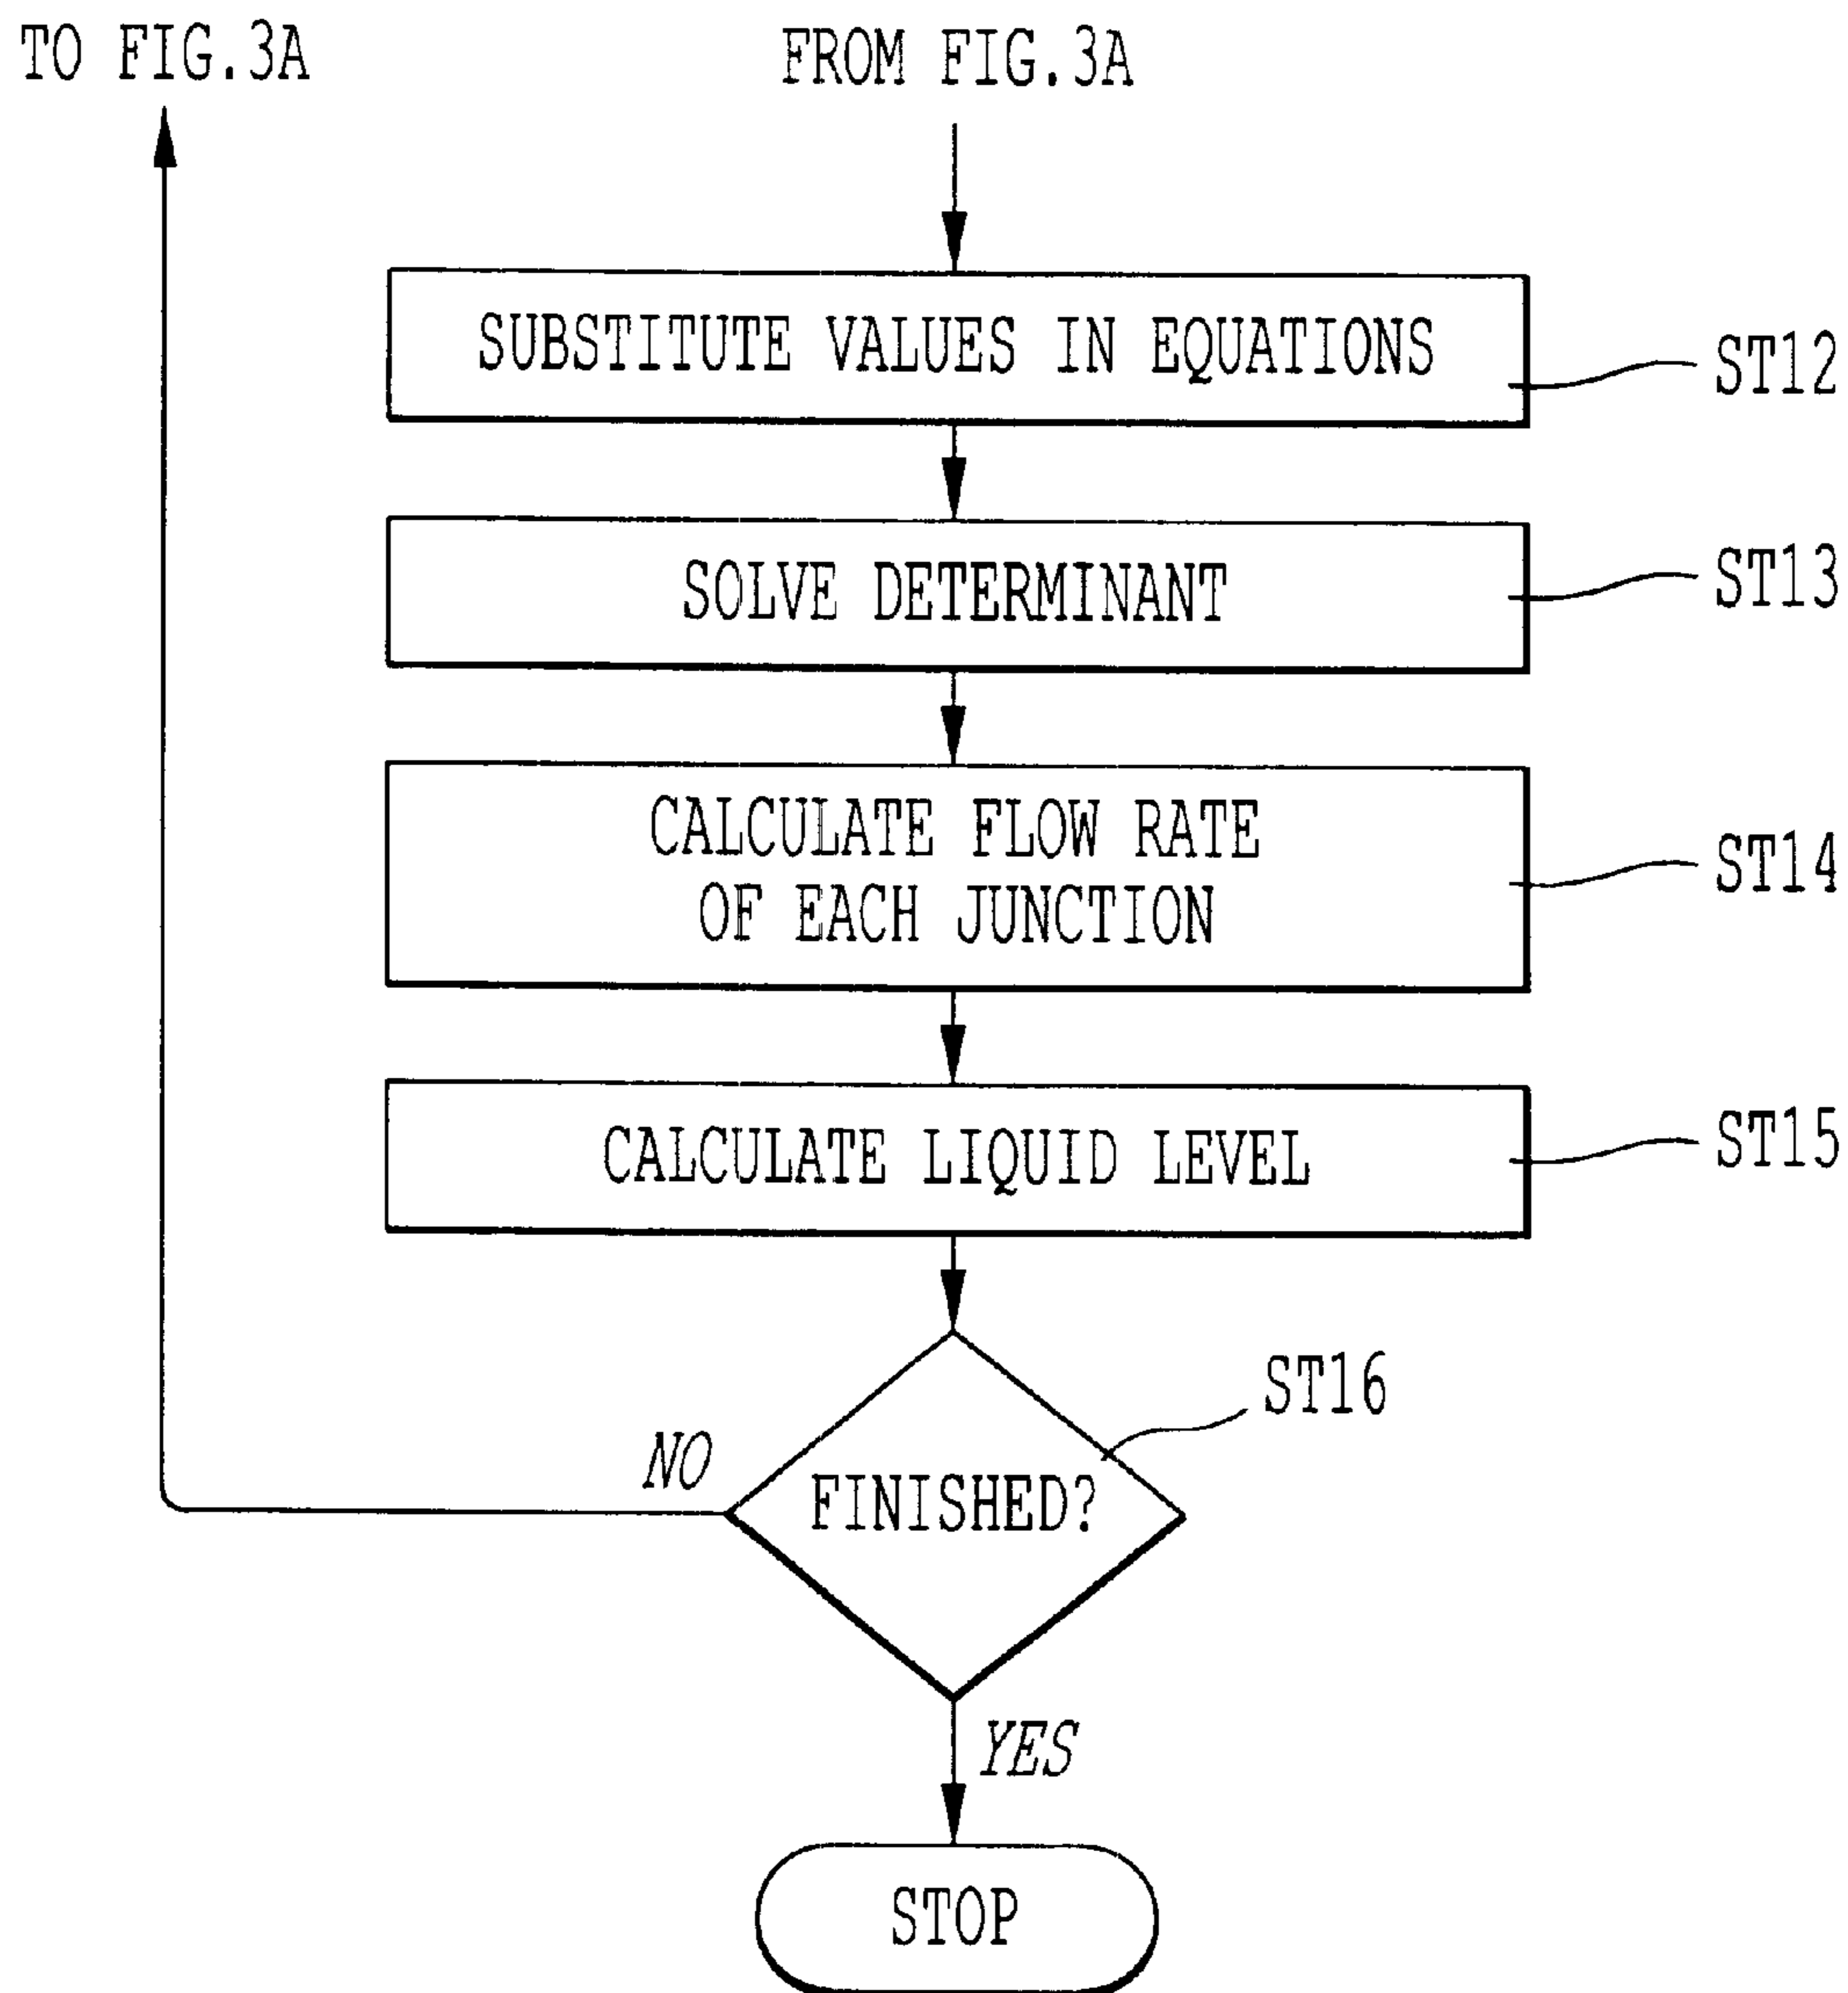 TO FIG.3A
FROM FIG.3A
SUBSTITUTE VALUES IN EQUATIONS
ST12
SOLVE DETERMINANT
ST13
CALCULATE FLOW RATE
OF EACH JUNCTION
ST14
CALCULATE LIQUID LEVEL
ST15
ST16
NO
FINISHED?
YES
STOP